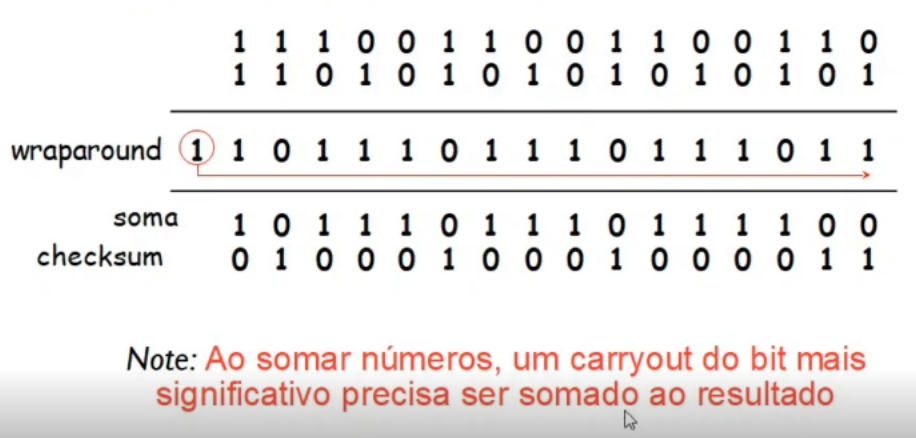 1 1 1 0 0 1 1 0 0 1 1 0 0 1 1 0
1 1 0 1 0 1 0 1 0 1 0 1 0 1 0 1
wraparound 1 1 0 1 1 1 0 1 1 1 0 1 1 1 0 1 1
soma 1 0 1 1 1 0 1 1 1 0 1 1 1 1 0 0
checksum 0 1 0 0 0 1 0 0 0 1 0 0 0 0 1 1
Note: Ao somar números, um carryout do bit mais
significativo precisa ser somado ao resultado